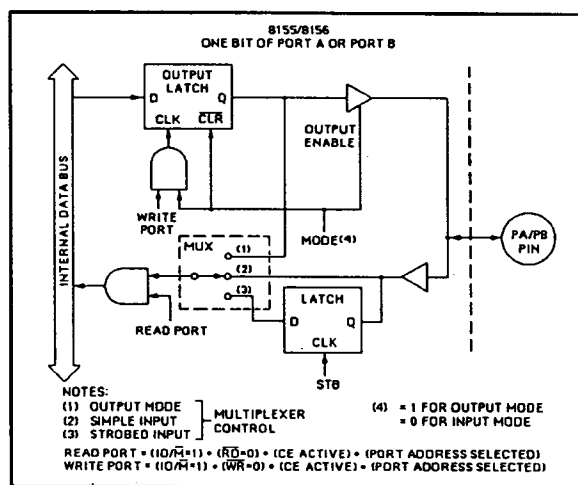 8155/8156
ONE BIT OF PORT A OR PORT B
OUTPUT
LATCH
D
Q
CLK
CLR
OUTPUT
ENABLE
WRITE
PORT
MODE(4)
INTERNAL DATA BUS
MUX
(1)
(2)
(3)
READ PORT
LATCH
D
Q
CLK
STB
PA/PB
PIN
NOTES:
(1) OUTPUT MODE
(2) SIMPLE INPUT
(3) STROBED INPUT
MULTIPLEXER
CONTROL
(4) = 1 FOR OUTPUT MODE
= 0 FOR INPUT MODE
READ PORT = (IO/M̅=1) • (R̅D̅=0) • (CE ACTIVE) • (PORT ADDRESS SELECTED)
WRITE PORT = (IO/M̅=1) • (W̅R̅=0) • (CE ACTIVE) • (PORT ADDRESS SELECTED)